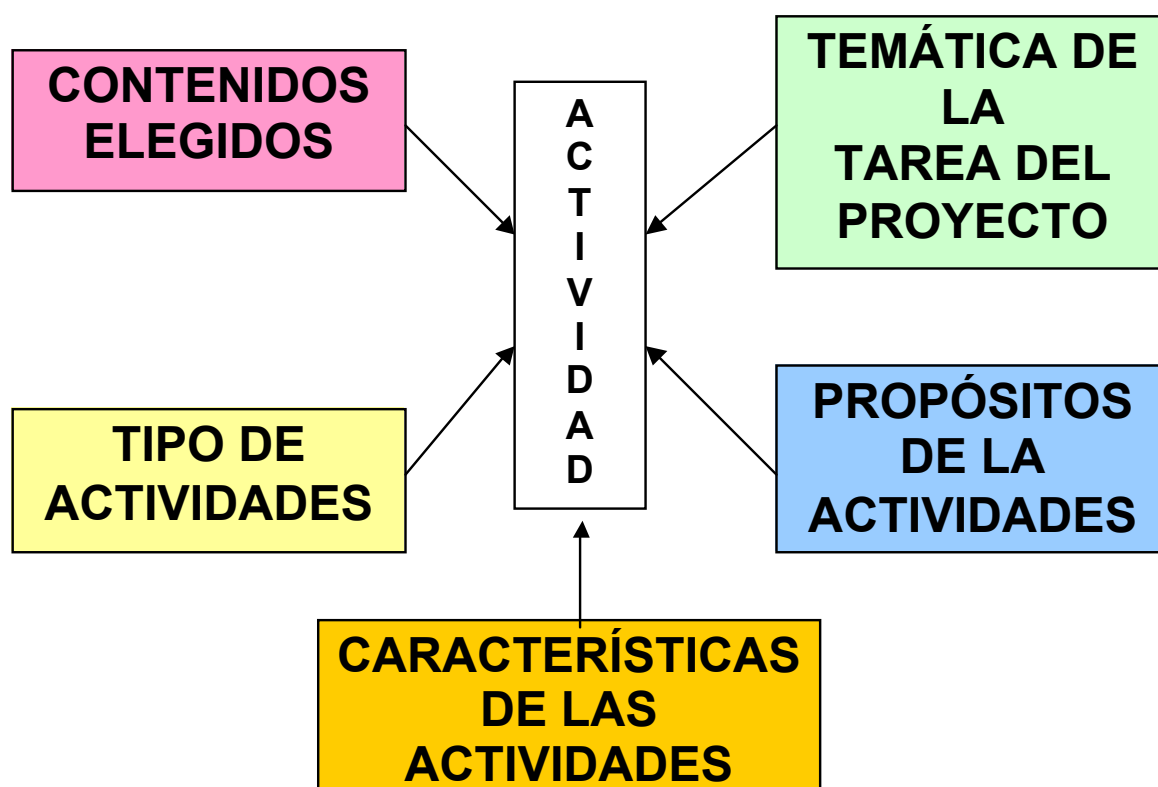 CONTENIDOS
ELEGIDOS
ACTIVIDAD
TEMÁTICA DE
LA
TAREA DEL
PROYECTO
TIPO DE
ACTIVIDADES
PROPÓSITOS
DE LA
ACTIVIDADES
CARACTERÍSTICAS
DE LAS
ACTIVIDADES